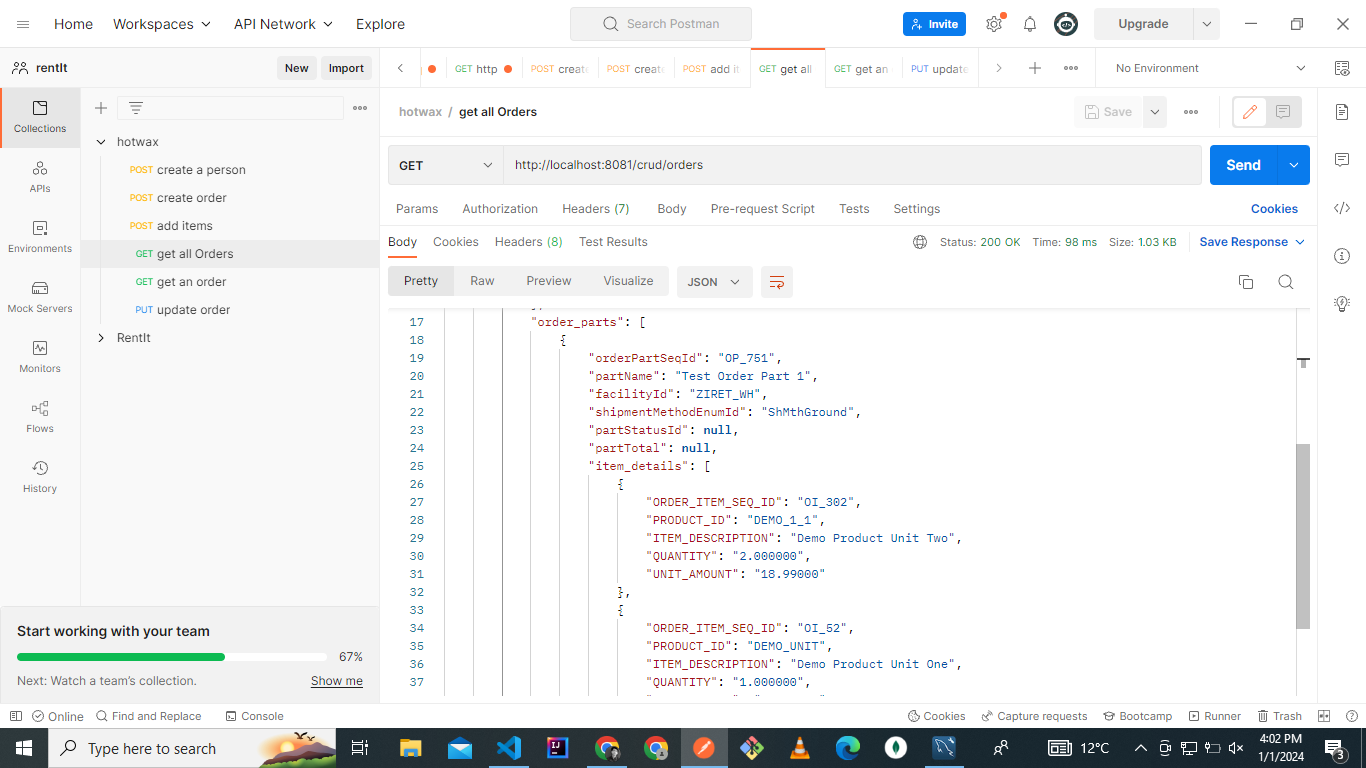 Home Workspaces API Network Explore Search Postman Invite Upgrade
rentIt New Import GET http POST create POST create POST add it GET get all GET get an PUT update No Environment
Collections
APIs
Environments
Mock Servers
Monitors
Flows
History
hotwax
POST create a person
POST create order
POST add items
GET get all Orders
GET get an order
PUT update order
RentIt
Start working with your team
67%
Next: Watch a team's collection. Show me
hotwax / get all Orders Save
GET http://localhost:8081/crud/orders Send
Params Authorization Headers (7) Body Pre-request Script Tests Settings Cookies
Body Cookies Headers (8) Test Results Status: 200 OK Time: 98 ms Size: 1.03 KB Save Response
Pretty Raw Preview Visualize JSON
17 "order_parts": [
18 {
19 "orderPartSeqId": "OP_751",
20 "partName": "Test Order Part 1",
21 "facilityId": "ZIRET_WH",
22 "shipmentMethodEnumId": "ShMthGround",
23 "partStatusId": null,
24 "partTotal": null,
25 "item_details": [
26 {
27 "ORDER_ITEM_SEQ_ID": "OI_302",
28 "PRODUCT_ID": "DEMO_1_1",
29 "ITEM_DESCRIPTION": "Demo Product Unit Two",
30 "QUANTITY": "2.000000",
31 "UNIT_AMOUNT": "18.99000"
32 },
33 {
34 "ORDER_ITEM_SEQ_ID": "OI_52",
35 "PRODUCT_ID": "DEMO_UNIT",
36 "ITEM_DESCRIPTION": "Demo Product Unit One",
37 "QUANTITY": "1.000000",
Online Find and Replace Console Cookies Capture requests Bootcamp Runner Trash
Type here to search 12°C 4:02 PM
1/1/2024
3